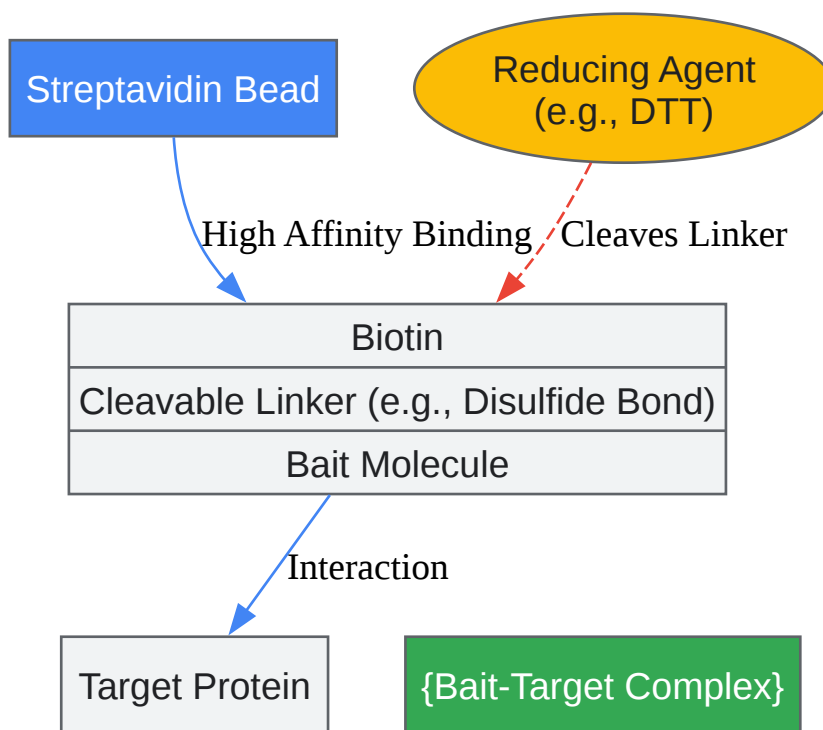 Streptavidin Bead
Reducing Agent
(e.g., DTT)
High Affinity Binding
Cleaves Linker
Biotin
Cleavable Linker (e.g., Disulfide Bond)
Bait Molecule
Interaction
Target Protein
{Bait-Target Complex}